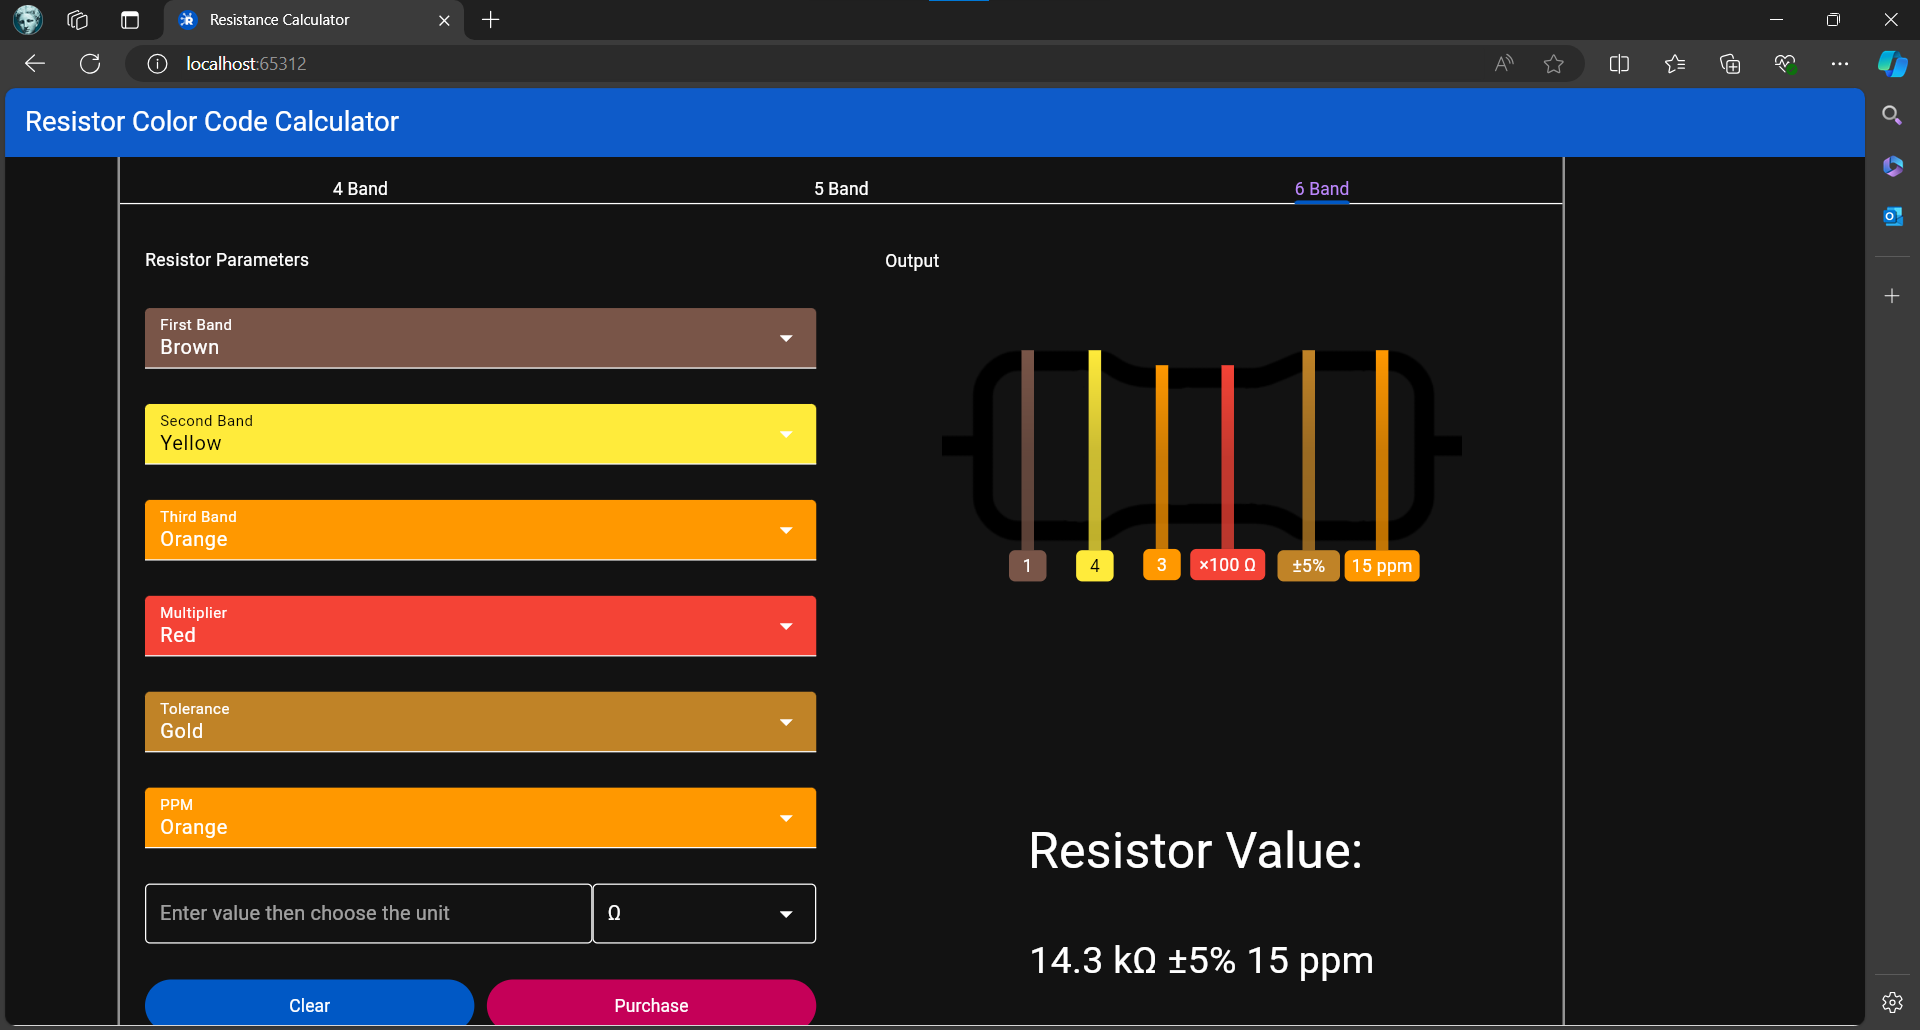 Resistance Calculator
localhost:65312
Resistor Color Code Calculator
4 Band 5 Band 6 Band
Resistor Parameters
Output
First Band
Brown
Second Band
Yellow
Third Band
Orange
Multiplier
Red
Tolerance
Gold
PPM
Orange
Enter value then choose the unit Ω
Clear Purchase
1 4 3 ×100 Ω ±5% 15 ppm
Resistor Value:
14.3 kΩ ±5% 15 ppm